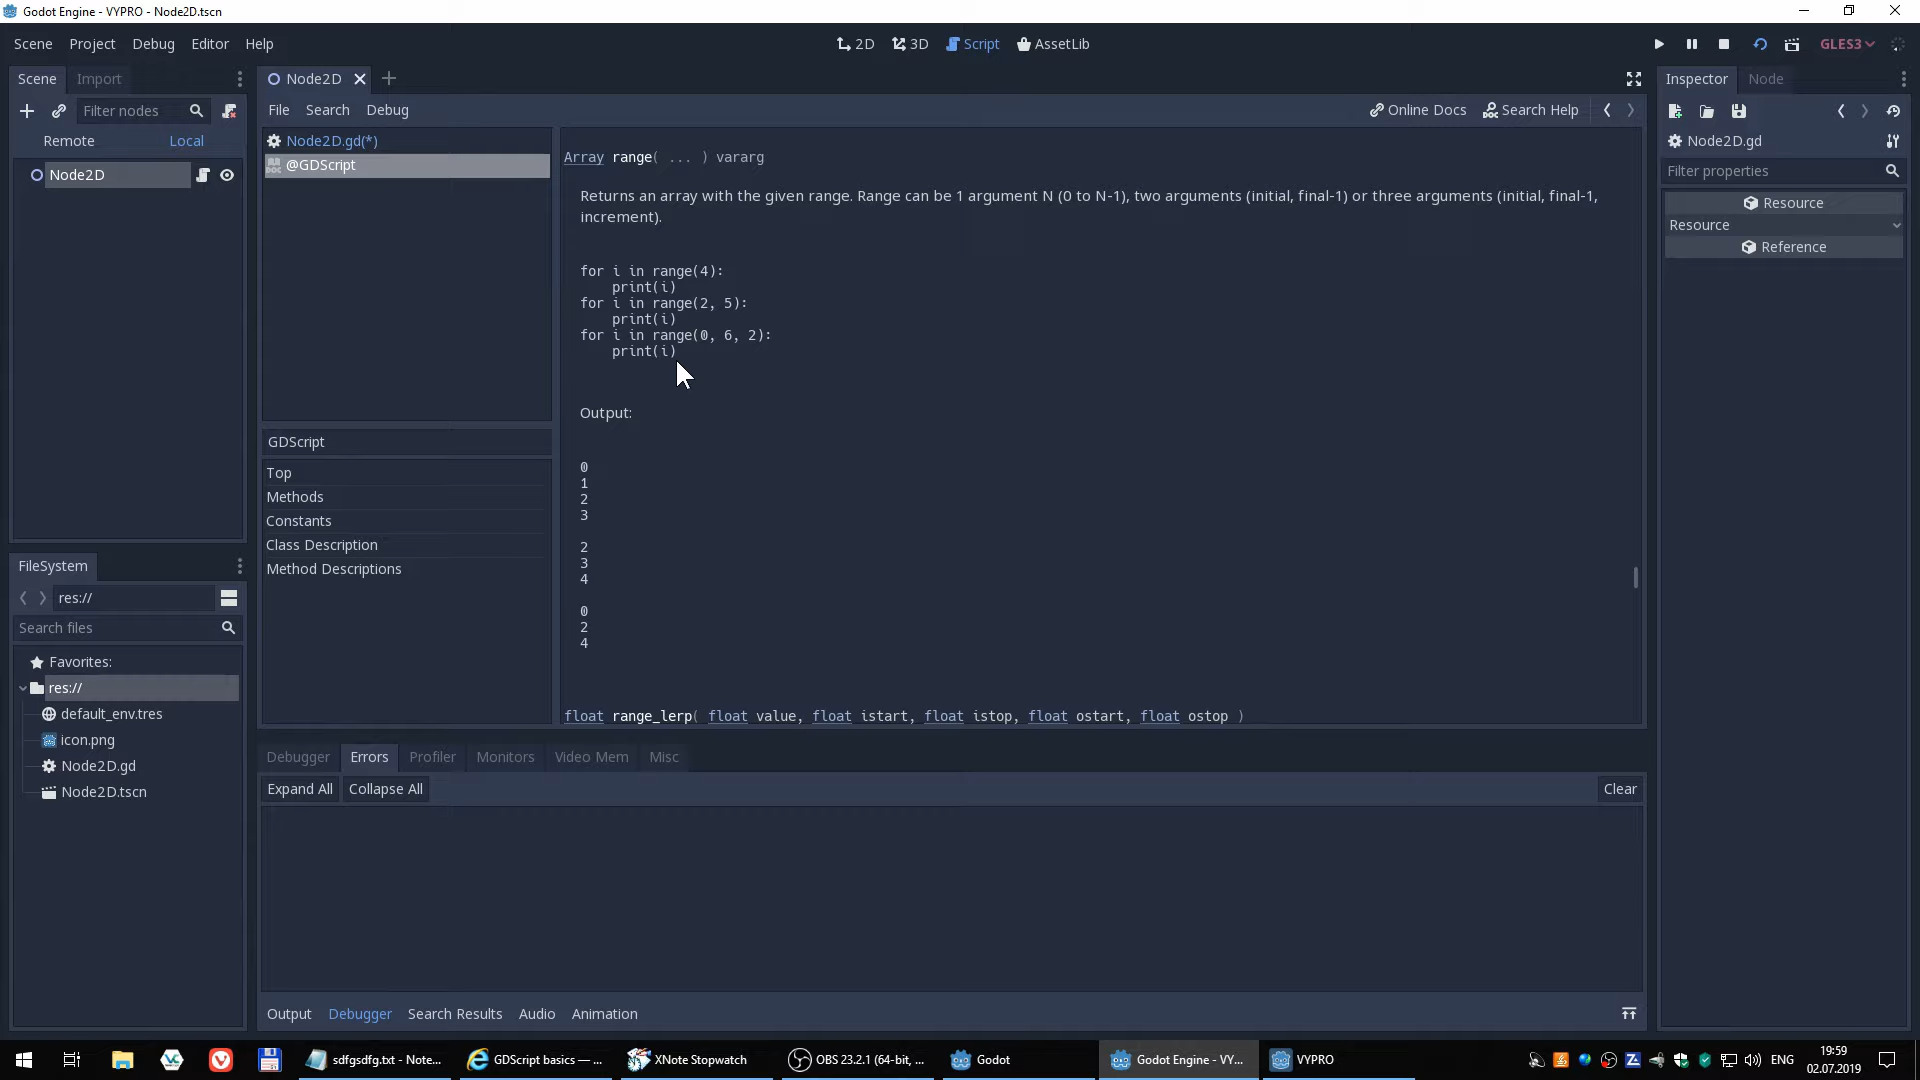 Godot Engine - VYPRO - Node2D.tscn
Scene Project Debug Editor Help
2D 3D Script AssetLib
GLES3
Scene Import
Node2D
Inspector Node
Filter nodes
File Search Debug
Online Docs Search Help
Remote Local
Node2D.gd(*)
Node2D.gd
Node2D
@GDScript
Filter properties
Resource
Resource
Reference
Array range( ... ) vararg
Returns an array with the given range. Range can be 1 argument N (0 to N-1), two arguments (initial, final-1) or three arguments (initial, final-1,
increment).
for i in range(4):
print(i)
for i in range(2, 5):
print(i)
for i in range(0, 6, 2):
print(i)
Output:
0
1
2
3
2
3
4
0
2
4
float range_lerp( float value, float istart, float istop, float ostart, float ostop )
GDScript
Top
Methods
Constants
Class Description
Method Descriptions
FileSystem
res://
Search files
Favorites:
res://
default_env.tres
icon.png
Node2D.gd
Node2D.tscn
Debugger Errors Profiler Monitors Video Mem Misc
Expand All Collapse All Clear
Output Debugger Search Results Audio Animation
sdfgsdfg.txt - Note...
GDScript basics — ...
XNote Stopwatch
OBS 23.2.1 (64-bit, ...
Godot
Godot Engine - VY...
VYPRO
ENG
19:59
02.07.2019